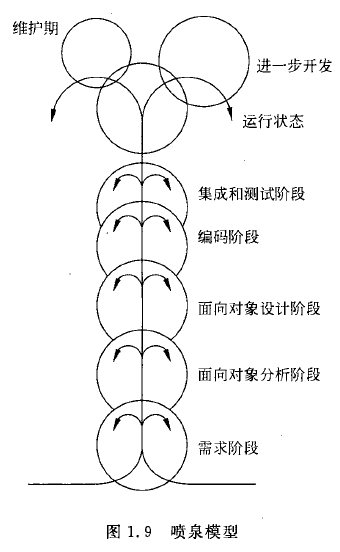 维护期
进一步开发
运行状态
集成和测试阶段
编码阶段
面向对象设计阶段
面向对象分析阶段
需求阶段
图 1.9 喷泉模型